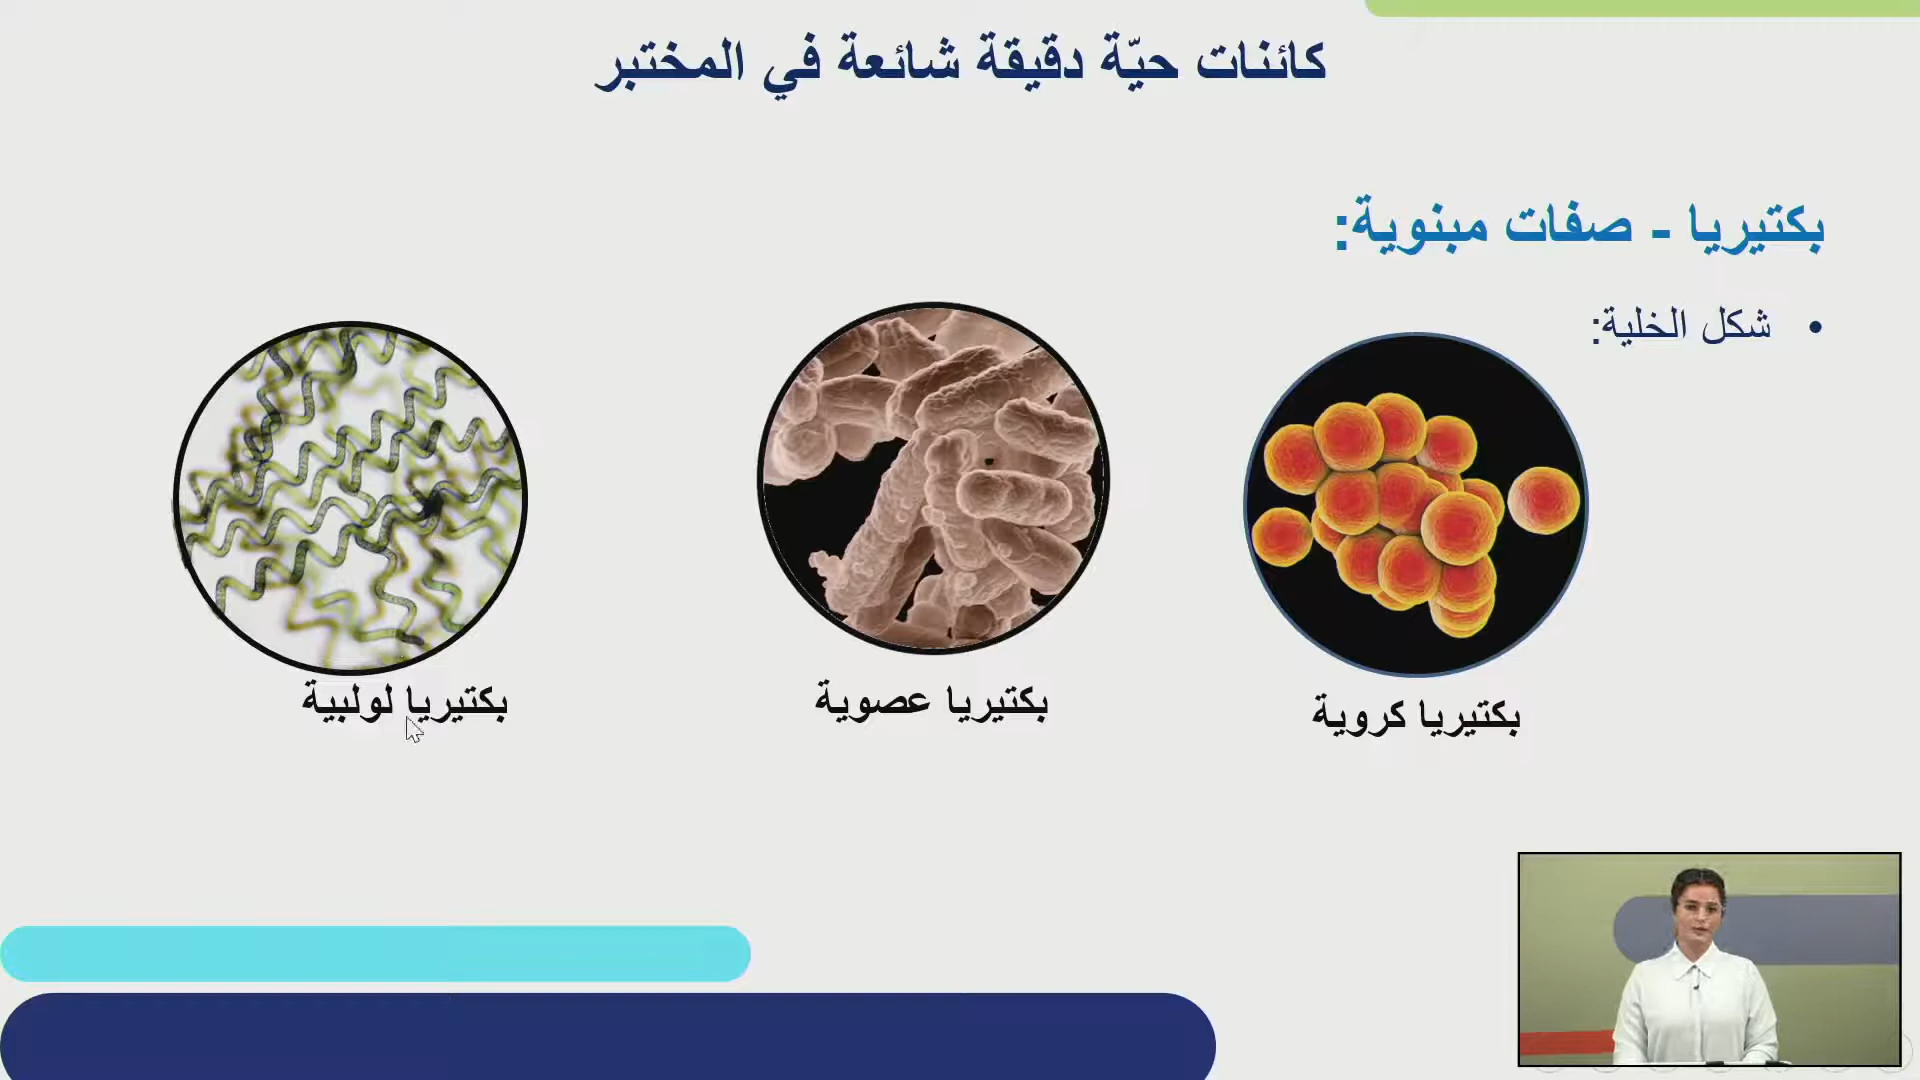 كائنات حيّة دقيقة شائعة في المختبر
بكتيريا - صفات مبنوية:
• شكل الخلية:
بكتيريا كروية
بكتيريا عصوية
بكتيريا لولبية